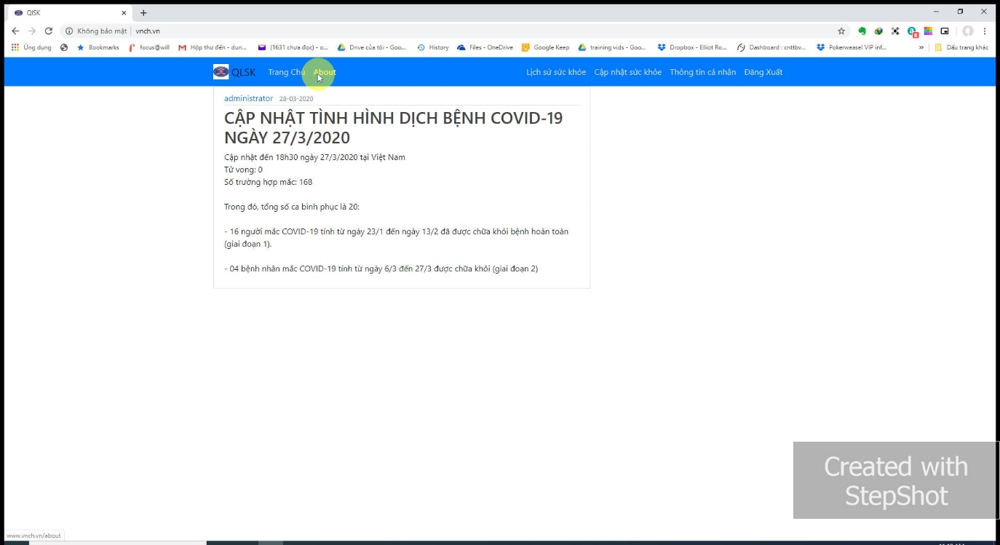 QlSK
Không bảo mật | vnch.vn
Ứng dụng Bookmarks focus@will Hộp thư đến - dun... (1631 chưa đọc) - o... Drive của tôi - Goo... History Files - OneDrive Google Keep training vids - Goo... Dropbox - Elliot Ro... Dashboard : cnttbv... Pokerweasel VIP inf... » Dấu trang khác
QLSK Trang Chủ About Lịch sử sức khỏe Cập nhật sức khỏe Thông tin cá nhân Đăng Xuất
administrator 28-03-2020
CẬP NHẬT TÌNH HÌNH DỊCH BỆNH COVID-19
NGÀY 27/3/2020
Cập nhật đến 18h30 ngày 27/3/2020 tại Việt Nam
Tử vong: 0
Số trường hợp mắc: 168
Trong đó, tổng số ca bình phục là 20:
- 16 người mắc COVID-19 tính từ ngày 23/1 đến ngày 13/2 đã được chữa khỏi bệnh hoàn toàn
(giai đoạn 1).
- 04 bệnh nhân mắc COVID-19 tính từ ngày 6/3 đến 27/3 được chữa khỏi (giai đoạn 2)
Created with
StepShot
www.vnch.vn/about